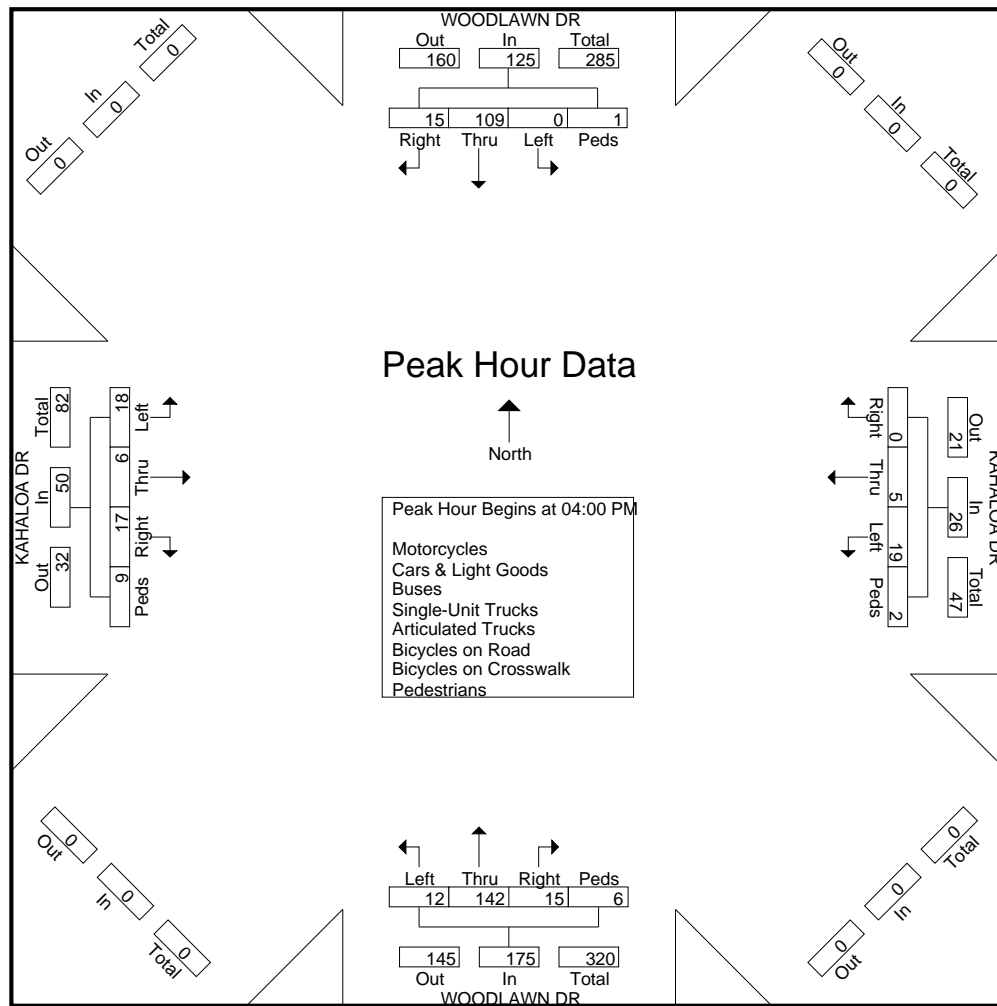 WOODLAWN DR
Out In Total
160 125 285
15 109 0 1
Right Thru Left Peds
Total
0
In
0
Out
0
Out
0
In
0
Total
0
Peak Hour Data
North
Peak Hour Begins at 04:00 PM
Motorcycles
Cars & Light Goods
Buses
Single-Unit Trucks
Articulated Trucks
Bicycles on Road
Bicycles on Crosswalk
Pedestrians
KAHALOA DR
Out In Total
32 50 82
9 17 6 18
Peds Right Thru Left
KAHALOA DR
Out In Total
21 26 47
0 5 19 2
Right Thru Left Peds
Left Thru Right Peds
12 142 15 6
145 175 320
Out In Total
WOODLAWN DR
0
Out
0
In
0
Total
0
Total
0
In
0
Out